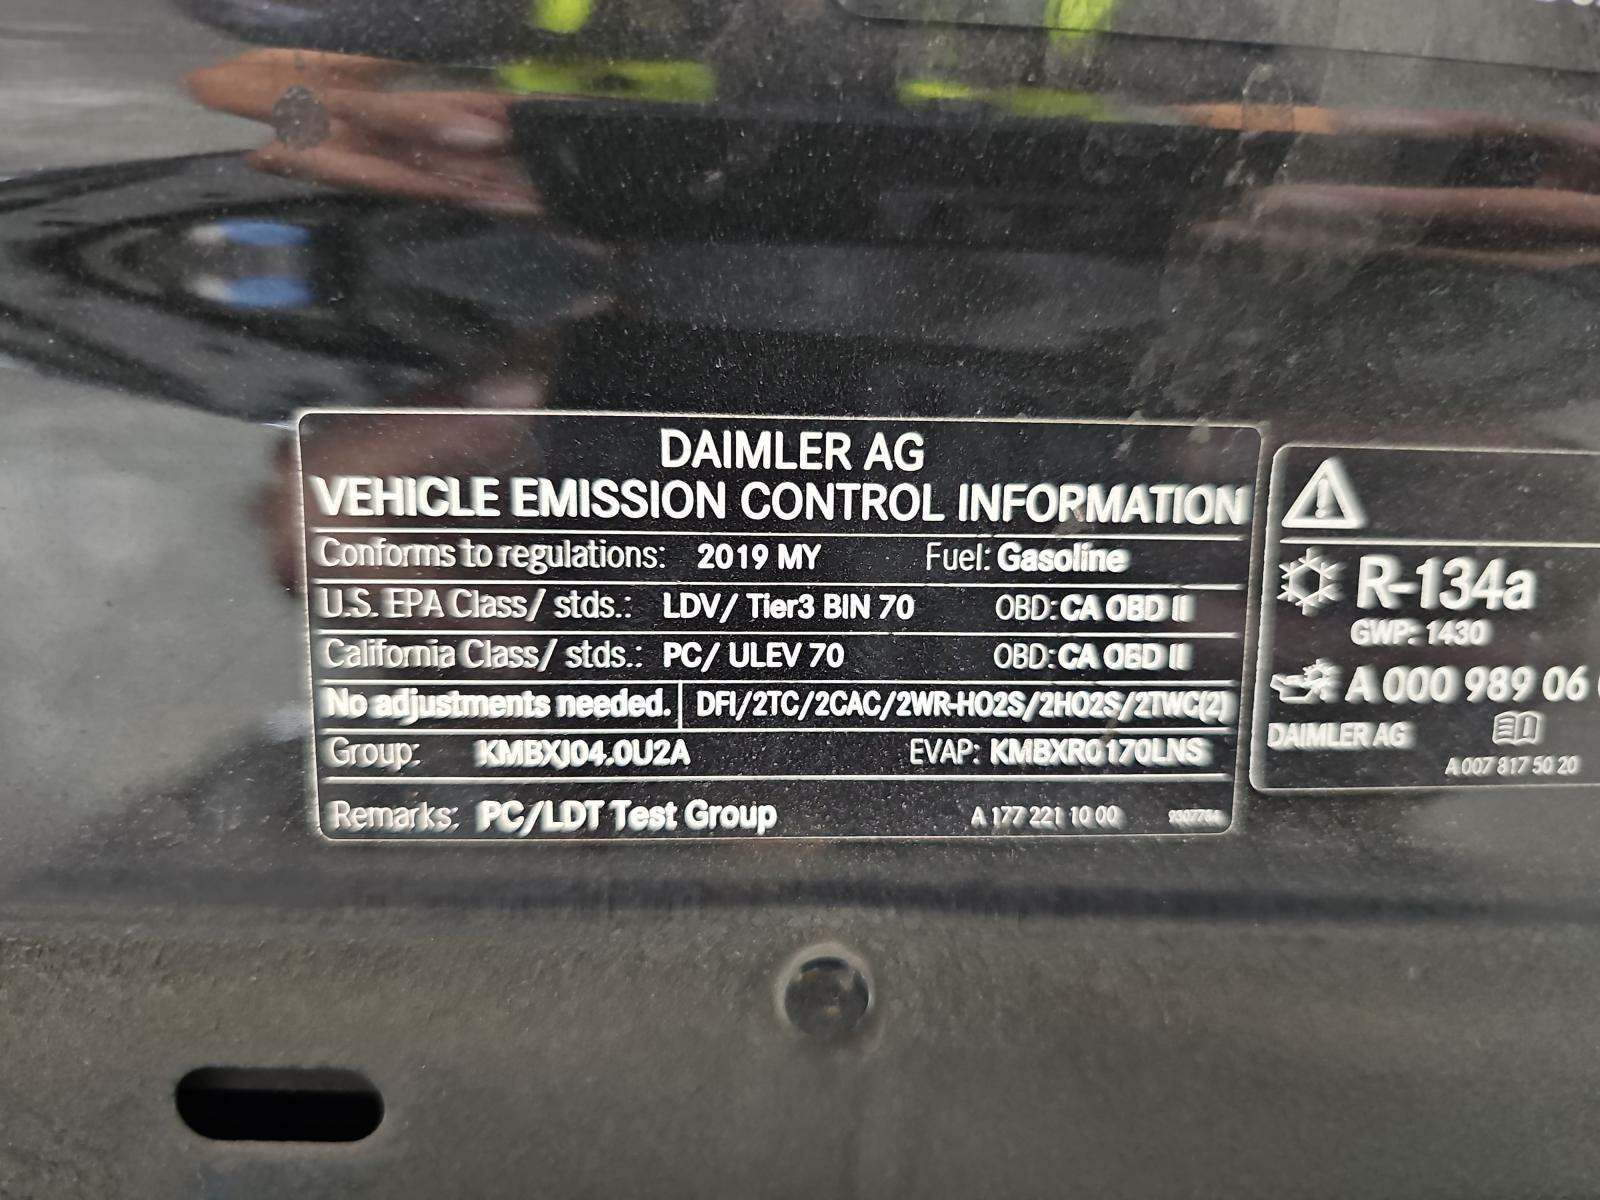 DAIMLER AG
VEHICLE EMISSION CONTROL INFORMATION
Conforms to regulations: 2019 MY Fuel: Gasoline
U.S. EPA Class/ stds.: LDV/ Tier3 BIN 70 OBD: CA OBD II
California Class/ stds.: PC/ ULEV 70 OBD: CA OBD II
No adjustments needed. DFI/2TC/2CAC/2WR-HO2S/2HO2S/2TWC(2)
Group: KMBXJ04.0U2A EVAP: KMBXR0170LNS
Remarks: PC/LDT Test Group A 177 221 10 00
R-134a
GWP: 1430
A 000 989 06
DAIMLER AG
A 007 817 50 20